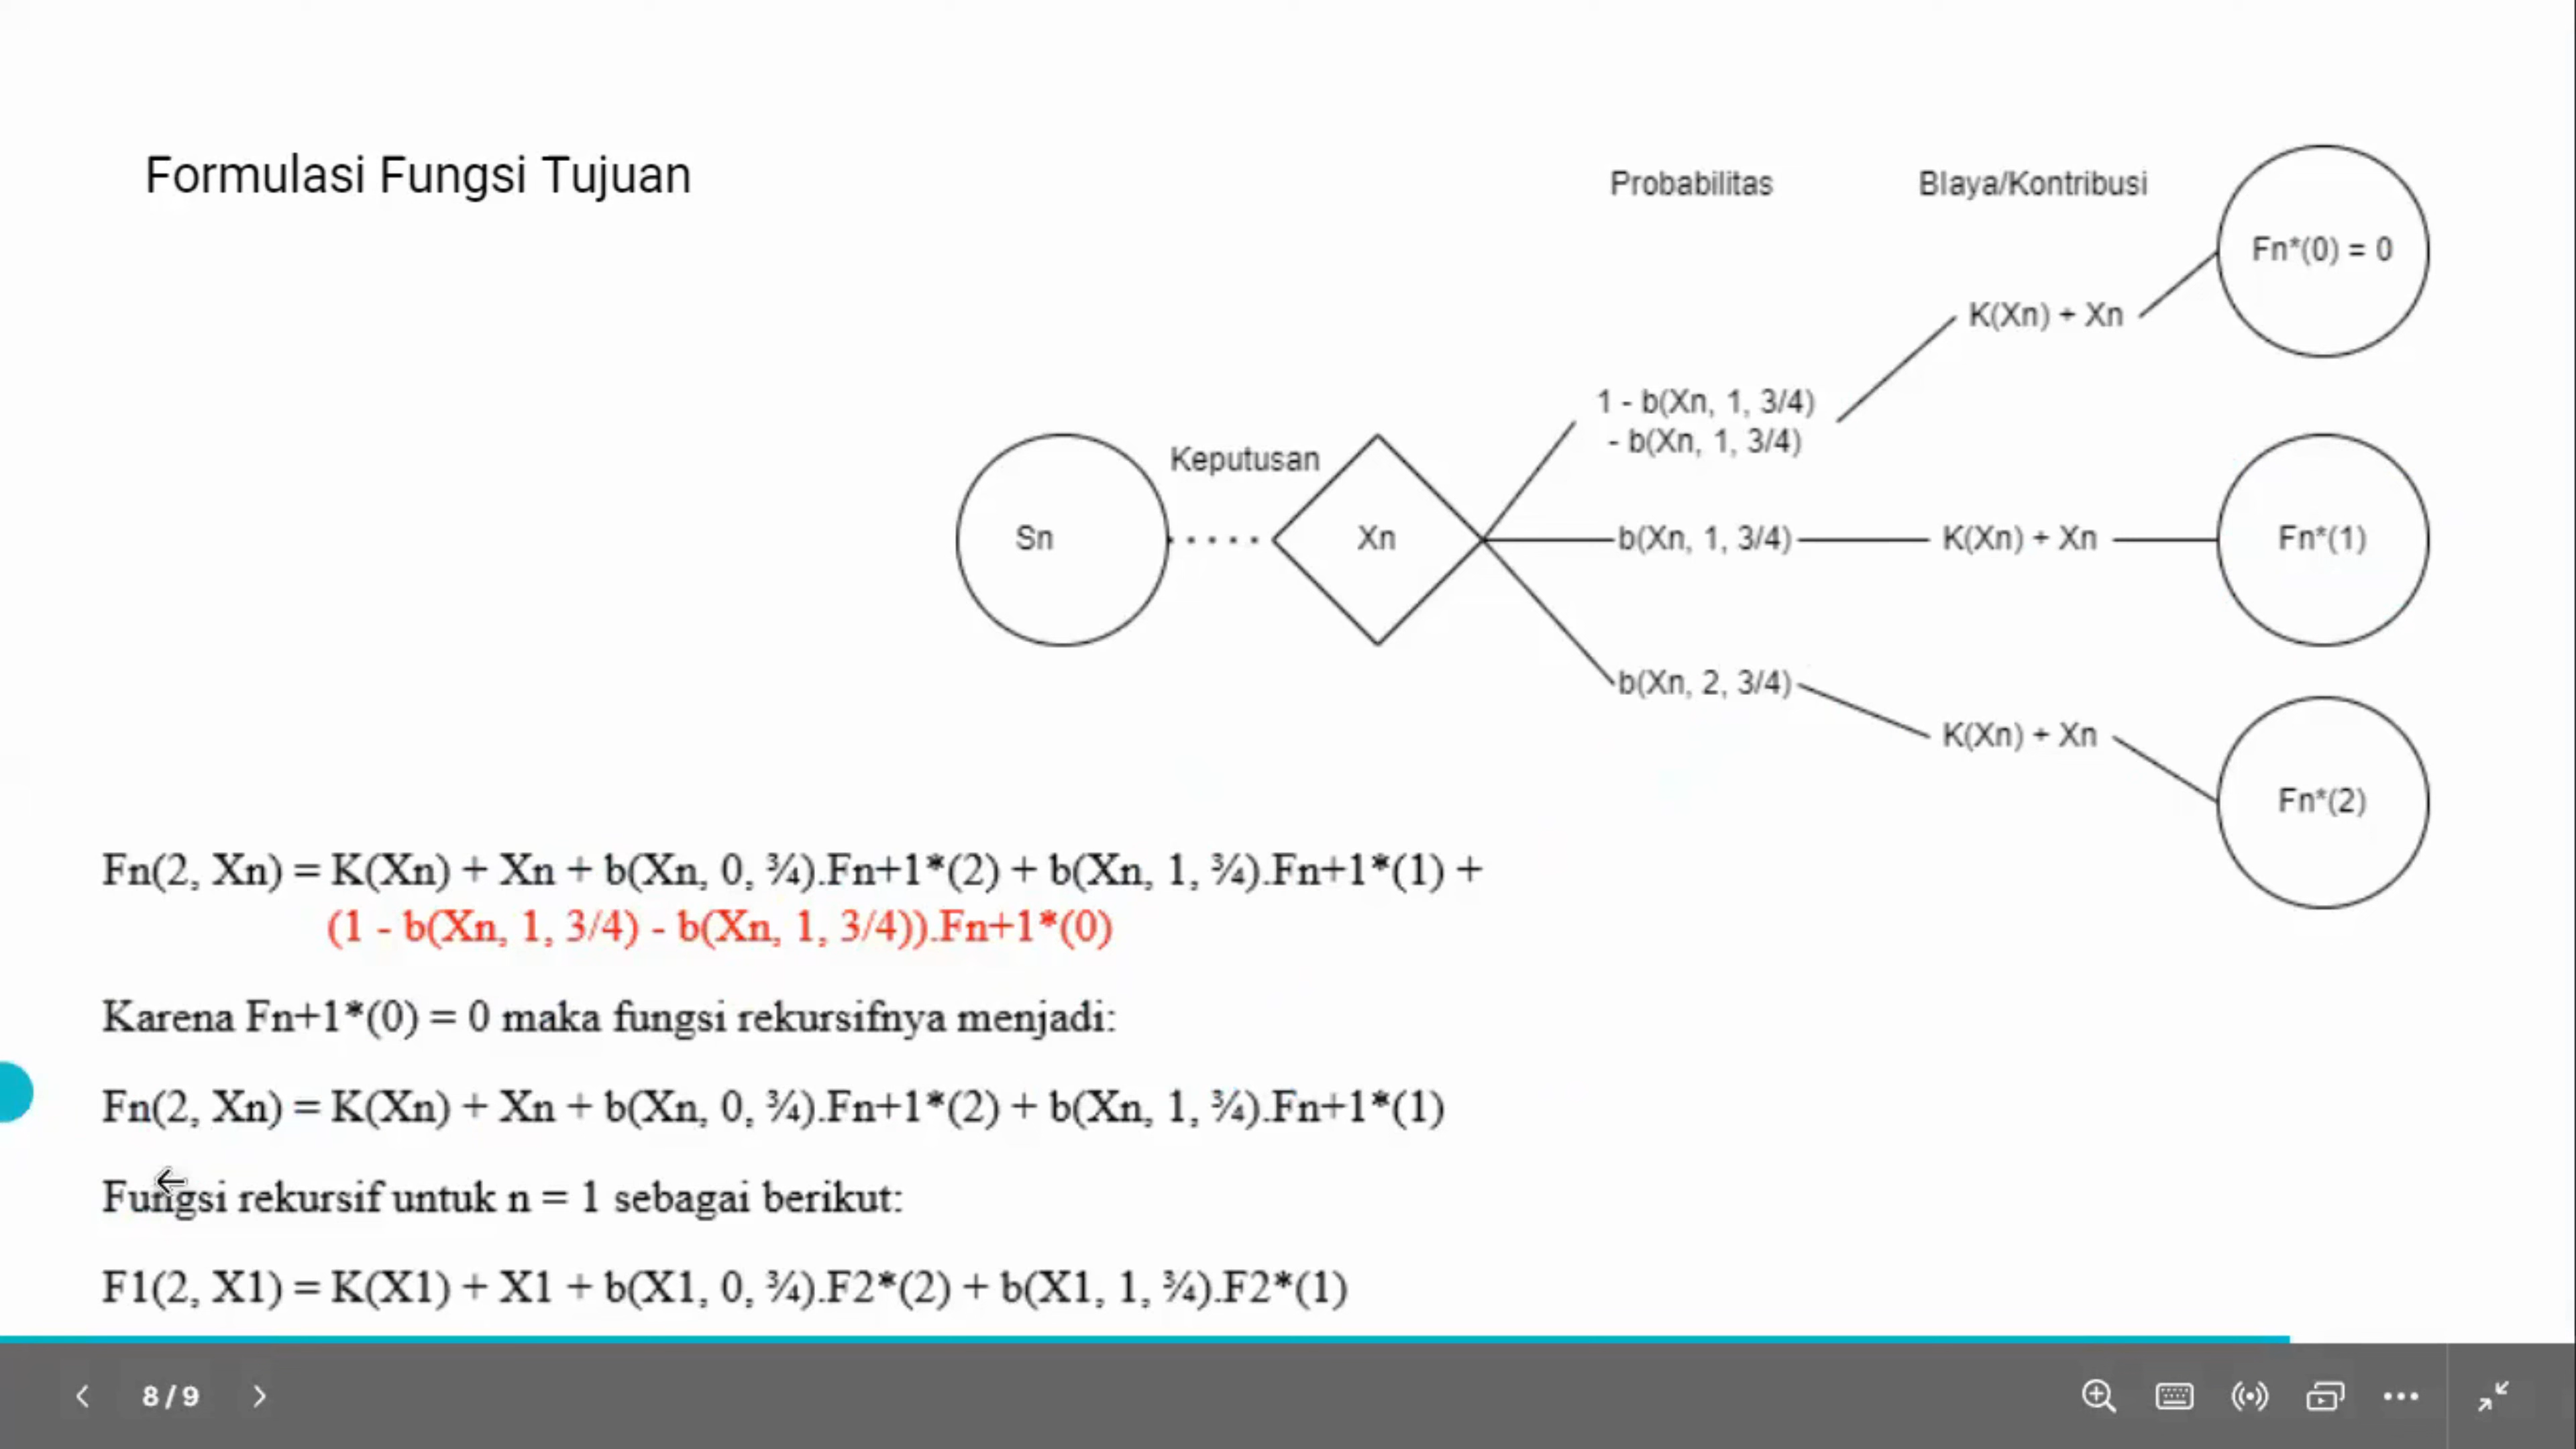 Formulasi Fungsi Tujuan
Probabilitas
BIaya/Kontribusi
Fn*(0) = 0
K(Xn) + Xn
1 - b(Xn, 1, 3/4)
- b(Xn, 1, 3/4)
Keputusan
Sn
Xn
b(Xn, 1, 3/4)
K(Xn) + Xn
Fn*(1)
b(Xn, 2, 3/4)
K(Xn) + Xn
Fn*(2)
Fn(2, Xn) = K(Xn) + Xn + b(Xn, 0, ¾).Fn+1*(2) + b(Xn, 1, ¾).Fn+1*(1) +
(1 - b(Xn, 1, 3/4) - b(Xn, 1, 3/4)).Fn+1*(0)
Karena Fn+1*(0) = 0 maka fungsi rekursifnya menjadi:
Fn(2, Xn) = K(Xn) + Xn + b(Xn, 0, ¾).Fn+1*(2) + b(Xn, 1, ¾).Fn+1*(1)
Fungsi rekursif untuk n = 1 sebagai berikut:
F1(2, X1) = K(X1) + X1 + b(X1, 0, ¾).F2*(2) + b(X1, 1, ¾).F2*(1)
8 / 9